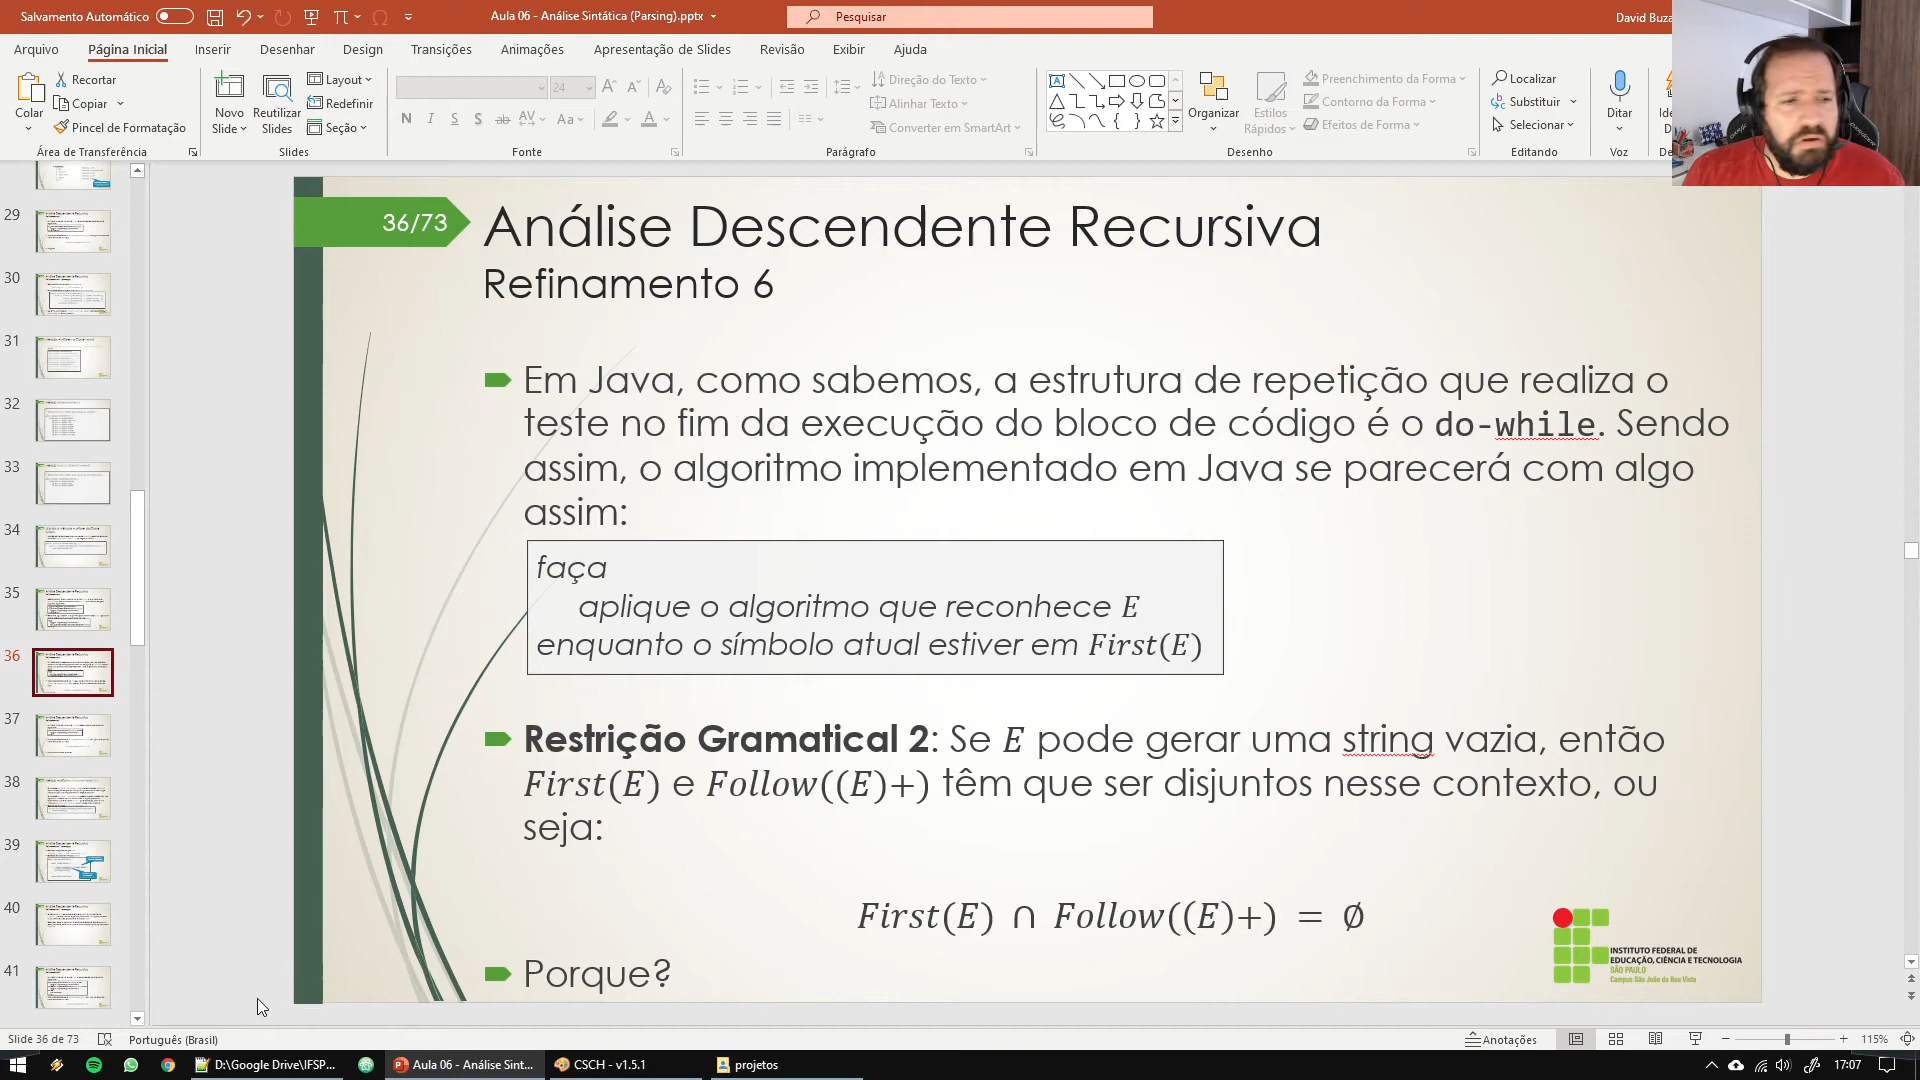 Salvamento Automático
Aula 06 - Análise Sintática (Parsing).pptx
Pesquisar
David Buza
Arquivo
Página Inicial
Inserir
Desenhar
Design
Transições
Animações
Apresentação de Slides
Revisão
Exibir
Ajuda
Colar
Recortar
Copiar
Pincel de Formatação
Área de Transferência
Novo Slide
Reutilizar Slides
Layout
Redefinir
Seção
Slides
24
Fonte
Direção do Texto
Alinhar Texto
Converter em SmartArt
Parágrafo
Organizar
Estilos Rápidos
Preenchimento da Forma
Contorno da Forma
Efeitos de Forma
Desenho
Localizar
Substituir
Selecionar
Editando
Ditar
Voz
29
30
31
32
33
34
35
36
37
38
39
40
41
36/73
Análise Descendente Recursiva
Refinamento 6
Em Java, como sabemos, a estrutura de repetição que realiza o
teste no fim da execução do bloco de código é o do-while. Sendo
assim, o algoritmo implementado em Java se parecerá com algo
assim:
faça
aplique o algoritmo que reconhece E
enquanto o símbolo atual estiver em First(E)
Restrição Gramatical 2: Se E pode gerar uma string vazia, então
First(E) e Follow((E)+) têm que ser disjuntos nesse contexto, ou
seja:
First(E) ∩ Follow((E)+) = ∅
Porque?
INSTITUTO FEDERAL DE
EDUCAÇÃO, CIÊNCIA E TECNOLOGIA
SÃO PAULO
Campus São João da Boa Vista
Slide 36 de 73
Português (Brasil)
Anotações
115%
D:\Google Drive\IFSP...
Aula 06 - Análise Sint...
CSCH - v1.5.1
projetos
17:07